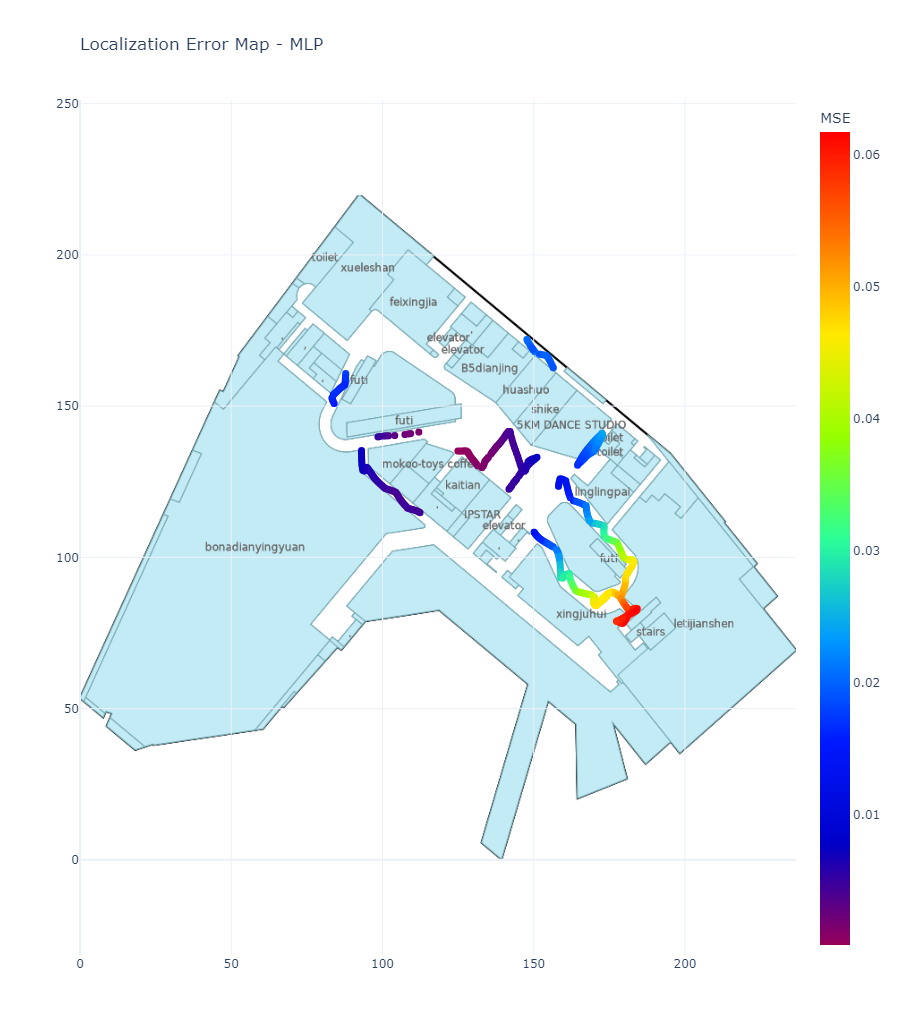 Localization Error Map - MLP
MSE
250
200
150
100
50
0
0
50
100
150
200
0.06
0.05
0.04
0.03
0.02
0.01
toilet
xueleshan
feixingjia
elevator
elevator
B5dianjing
futi
huashuo
shike
futi
5KM DANCE STUDIO
toilet
toilet
mokoo-toys coffe
kaitian
linglingpai
IPSTAR
elevator
bonadianyingyuan
futi
xingjuhui
stairs